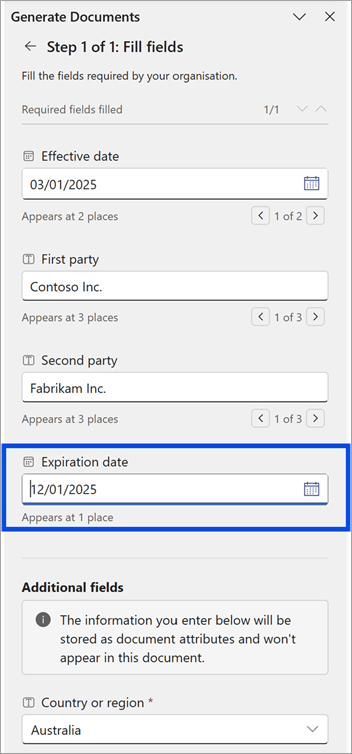 Generate Documents
Step 1 of 1: Fill fields
Fill the fields required by your organisation.
Required fields filled 1/1
Effective date
03/01/2025
Appears at 2 places 1 of 2
First party
Contoso Inc.
Appears at 3 places 1 of 3
Second party
Fabrikam Inc.
Appears at 3 places 1 of 3
Expiration date
12/01/2025
Appears at 1 place
Additional fields
The information you enter below will be
stored as document attributes and won't
appear in this document.
Country or region *
Australia